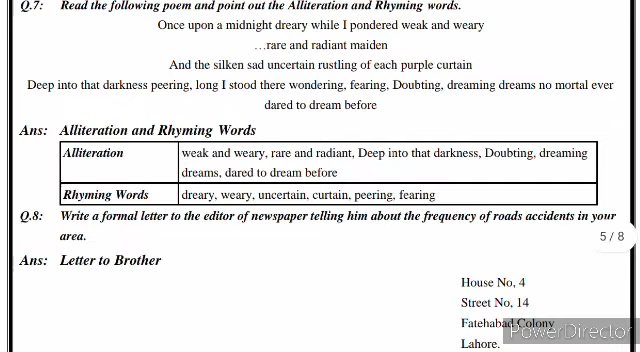 Q.7: Read the following poem and point out the Alliteration and Rhyming words.
Once upon a midnight dreary while I pondered weak and weary
…rare and radiant maiden
And the silken sad uncertain rustling of each purple curtain
Deep into that darkness peering, long I stood there wondering, fearing, Doubting, dreaming dreams no mortal ever
dared to dream before
Ans: Alliteration and Rhyming Words
Alliteration weak and weary, rare and radiant, Deep into that darkness, Doubting, dreaming
dreams, dared to dream before
Rhyming Words dreary, weary, uncertain, curtain, peering, fearing
Q.8: Write a formal letter to the editor of newspaper telling him about the frequency of roads accidents in your
area.
5 / 8
Ans: Letter to Brother
House No, 4
Street No, 14
Fatehabad Colony
PowerDirector
Lahore.